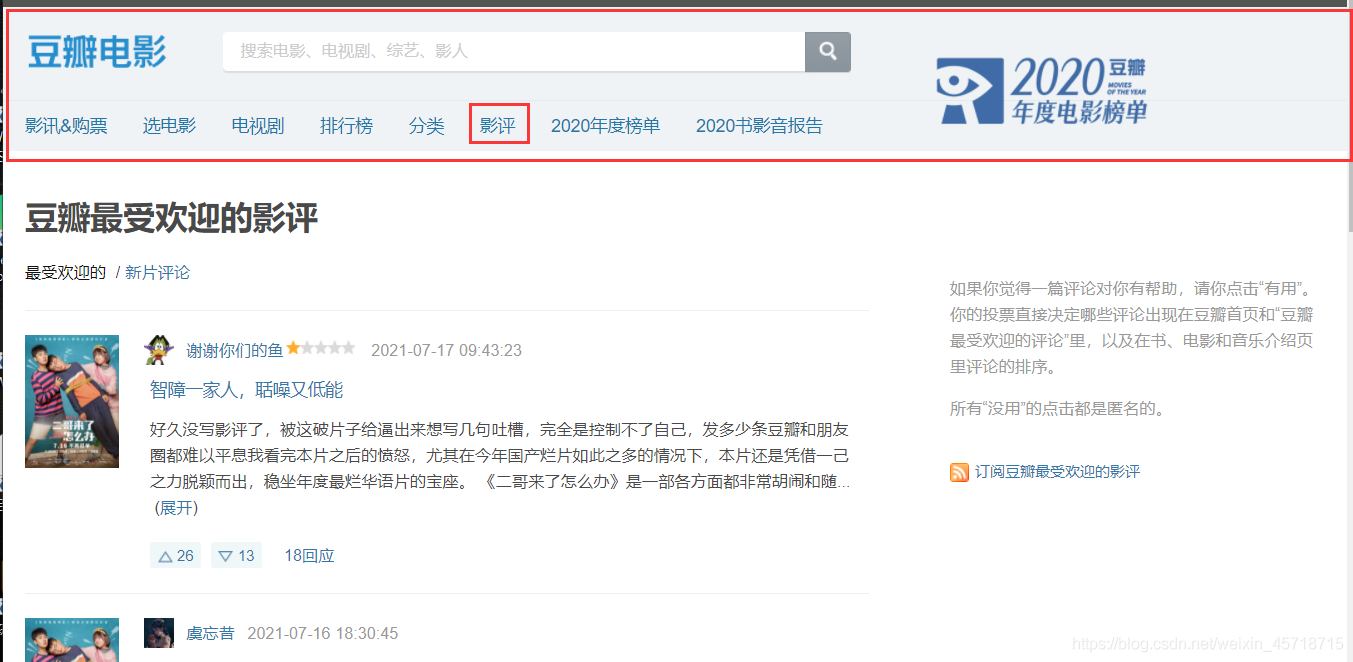 豆瓣电影
搜索电影、电视剧、综艺、影人
2020 豆瓣
MOVIES
OF THE YEAR
年度电影榜单
影讯&购票 选电影 电视剧 排行榜 分类 影评 2020年度榜单 2020书影音报告
豆瓣最受欢迎的影评
最受欢迎的 / 新片评论
谢谢你们的鱼 2021-07-17 09:43:23
智障一家人，聒噪又低能
好久没写影评了，被这破片子给逼出来想写几句吐槽，完全是控制不了自己，发多少条豆瓣和朋友
圈都难以平息我看完本片之后的愤怒，尤其在今年国产烂片如此之多的情况下，本片还是凭借一己
之力脱颖而出，稳坐年度最烂华语片的宝座。 《二哥来了怎么办》是一部各方面都非常胡闹和随...
(展开)
26 13 18回应
二哥来了
怎么办
虞忘昔 2021-07-16 18:30:45
如果你觉得一篇评论对你有帮助，请你点击“有用”。
你的投票直接决定哪些评论出现在豆瓣首页和“豆瓣
最受欢迎的评论”里，以及在书、电影和音乐介绍页
里评论的排序。
所有“没用”的点击都是匿名的。
订阅豆瓣最受欢迎的影评
https://blog.csdn.net/weixin_45718715